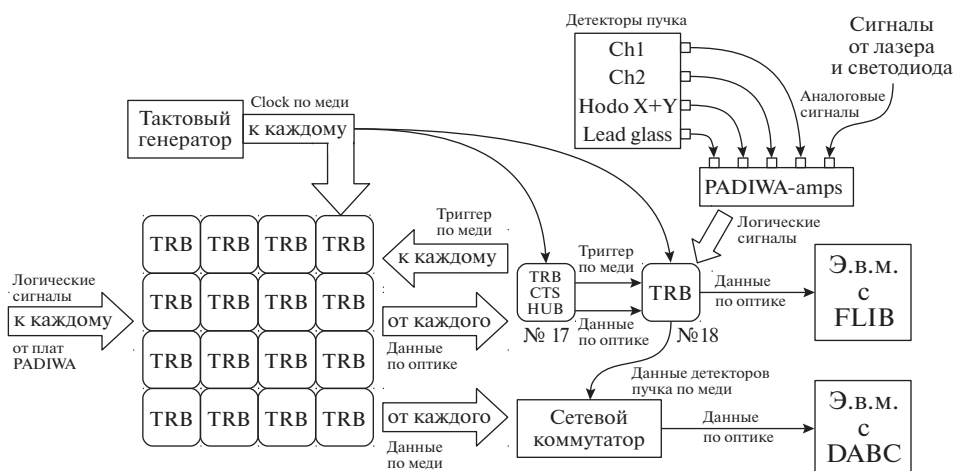 Детекторы пучка
Ch1
Ch2
Hodo X+Y
Lead glass
Сигналы
от лазера
и светодиода
Аналоговые
сигналы
PADIWA-amps
Тактовый
генератор
Clock по меди
к каждому
TRB TRB TRB TRB
TRB TRB TRB TRB
TRB TRB TRB TRB
TRB TRB TRB TRB
Логические
сигналы
к каждому
от плат
PADIWA
Триггер
по меди
к каждому
от каждого
Данные
по оптике
от каждого
Данные
по меди
TRB
CTS
HUB
№ 17
Триггер
по меди
Данные
по оптике
TRB
№18
Логические
сигналы
Данные
по оптике
Э.в.м.
с
FLIB
Данные детекторов
пучка по меди
Сетевой
коммутатор
Данные
по оптике
Э.в.м.
с
DABC